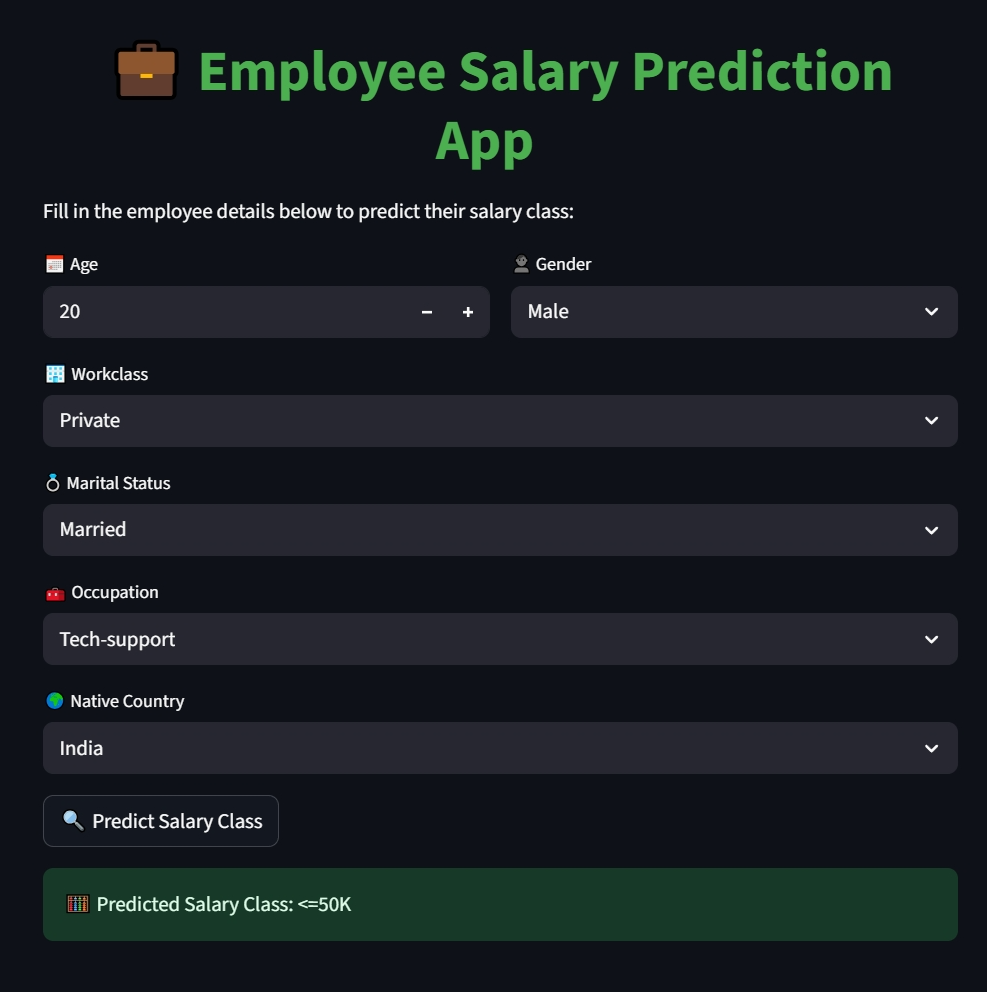 Employee Salary Prediction
App
Fill in the employee details below to predict their salary class:
Age
Gender
20
Male
Workclass
Private
Marital Status
Married
Occupation
Tech-support
Native Country
India
Predict Salary Class
Predicted Salary Class: <=50K